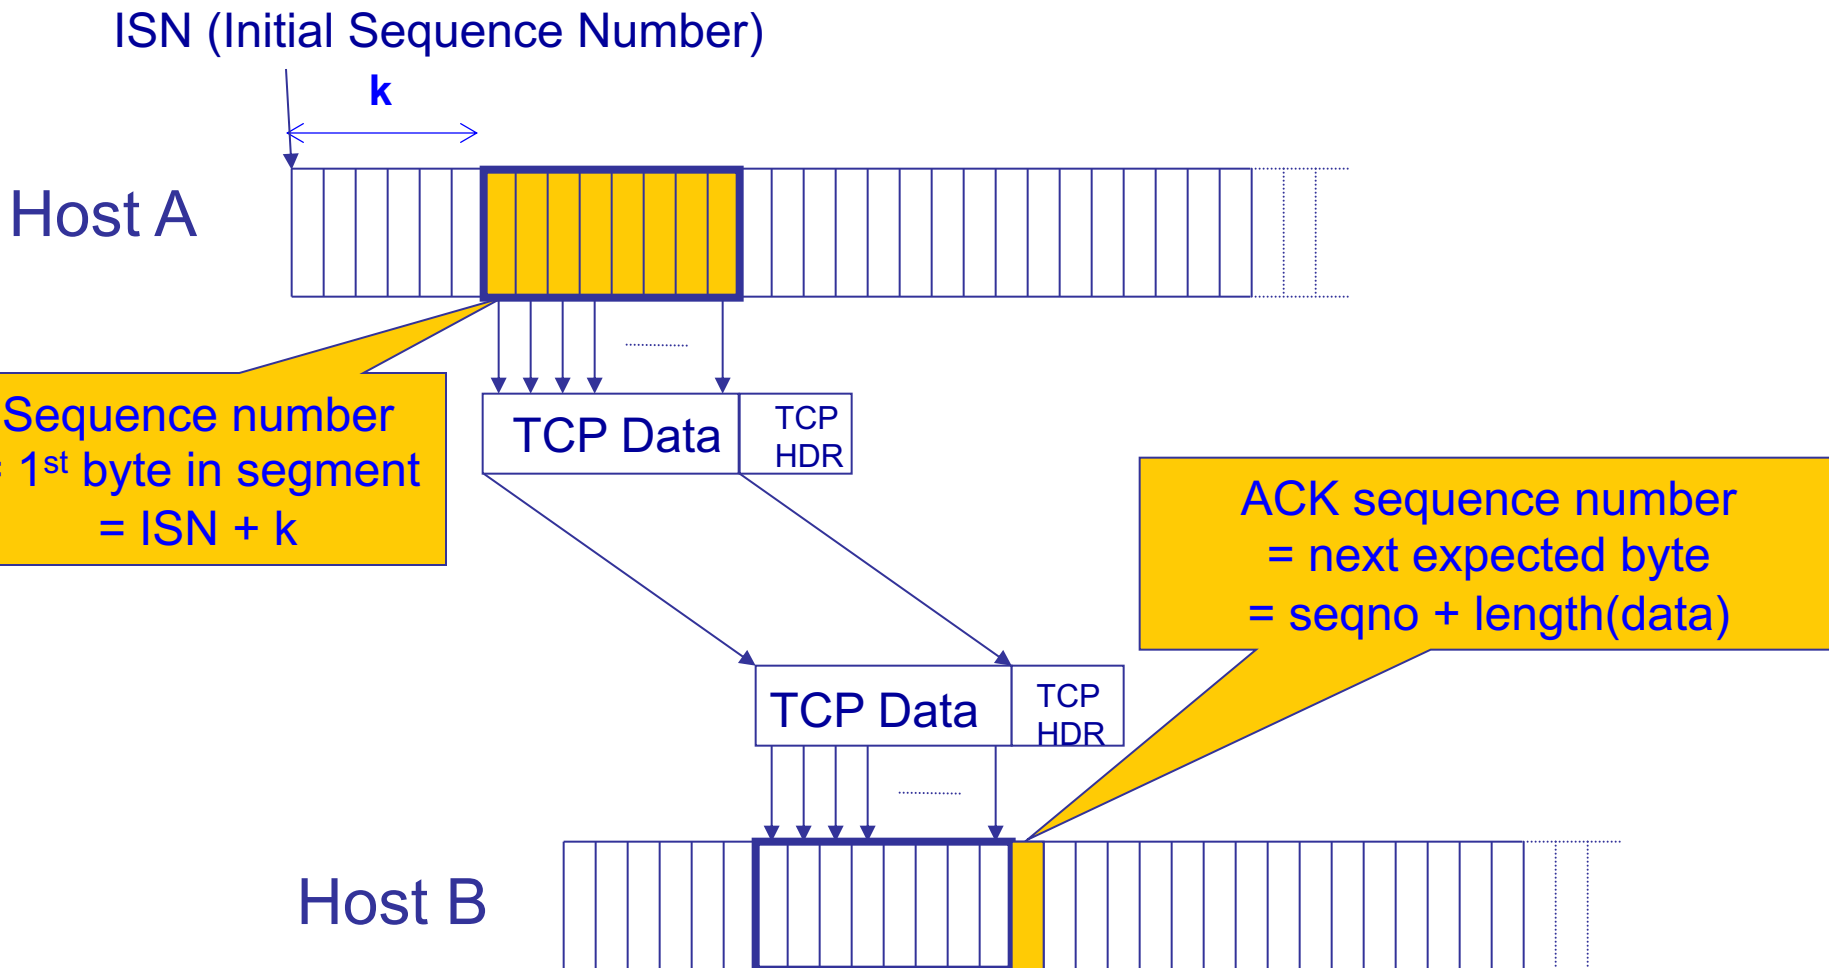 ISN (Initial Sequence Number)
k
Host A
Sequence number
= 1st byte in segment
= ISN + k
TCP Data
TCP
HDR
ACK sequence number
= next expected byte
= seqno + length(data)
TCP Data
TCP
HDR
Host B